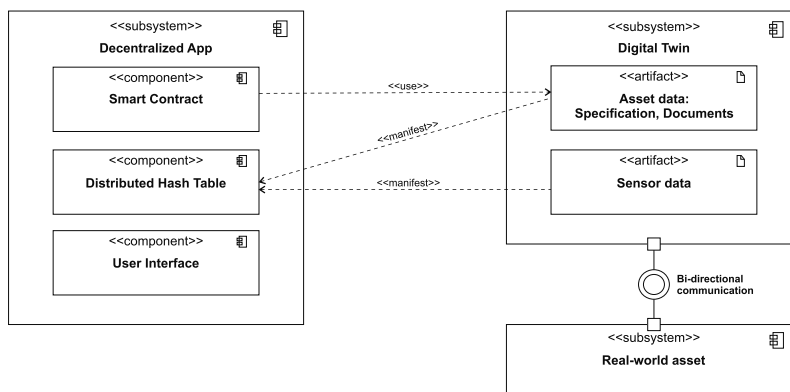 <<subsystem>>
Decentralized App
<<component>>
Smart Contract
<<component>>
Distributed Hash Table
<<component>>
User Interface
<<use>>
<<manifest>>
<<manifest>>
<<subsystem>>
Digital Twin
<<artifact>>
Asset data:
Specification, Documents
<<artifact>>
Sensor data
Bi-directional
communication
<<subsystem>>
Real-world asset